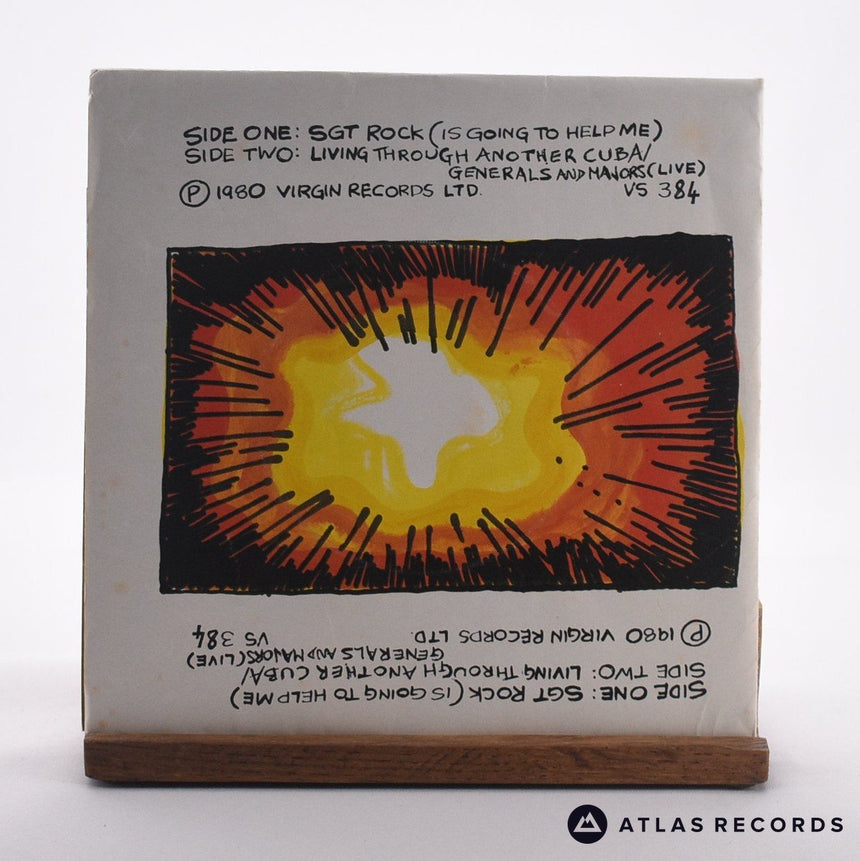 SIDE ONE: SGT ROCK (IS GOING TO HELP ME)
SIDE TWO: LIVING THROUGH ANOTHER CUBA/
GENERALS AND MAJORS (LIVE)
Ⓟ 1980 VIRGIN RECORDS LTD. VS 384
Ⓟ 1980 VIRGIN RECORDS LTD. VS 384
GENERALS AND MAJORS (LIVE)
SIDE TWO: LIVING THROUGH ANOTHER CUBA/
SIDE ONE: SGT ROCK (IS GOING TO HELP ME)
ATLAS RECORDS